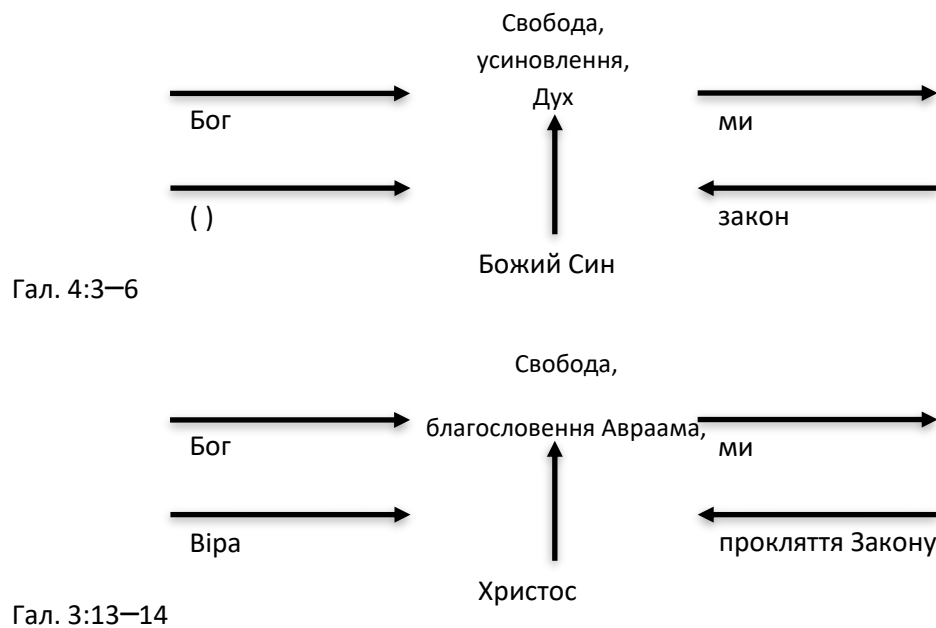 Свобода,
усиновлення,
Дух
Бог
ми
( )
закон
Божий Син
Гал. 4:3–6
Свобода,
благословення Авраама,
Бог
ми
Віра
прокляття Закону
Христос
Гал. 3:13–14